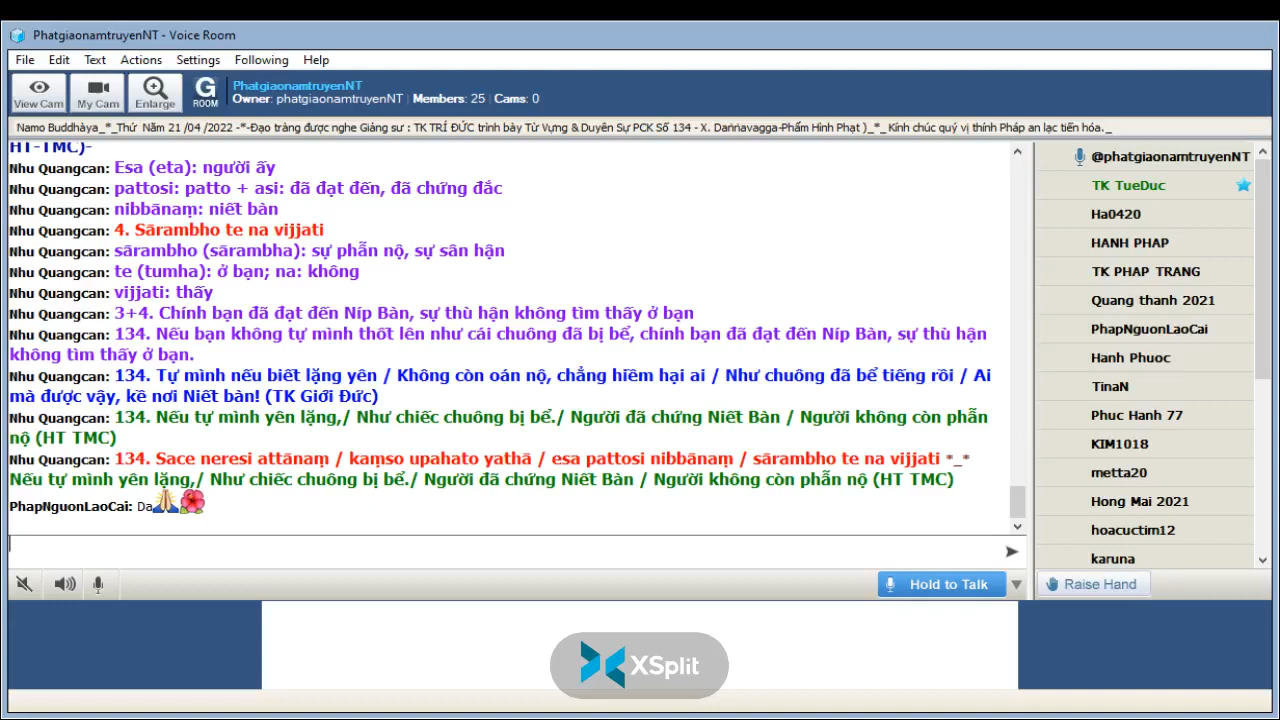 PhatgiaonamtruyenNT - Voice Room
File Edit Text Actions Settings Following Help
View Cam My Cam Enlarge G ROOM
PhatgiaonamtruyenNT
Owner: phatgiaonamtruyenNT | Members: 25 | Cams: 0
Namo Buddhàya_*_Thứ Năm 21 /04 /2022 -*-Đạo tràng được nghe Giảng sư : TK TRÍ ĐỨC trình bày Từ Vựng & Duyên Sự PCK Số 134 - X. Daṇṇavagga-Phẩm Hình Phạt )_*_ Kính chúc quý vị thính Pháp an lạc tiến hóa._
HT-TMC)-
Nhu Quangcan: Esa (eta): người ấy
Nhu Quangcan: pattosi: patto + asi: đã đạt đến, đã chứng đắc
Nhu Quangcan: nibbānaṃ: niết bàn
Nhu Quangcan: 4. Sārambho te na vijjati
Nhu Quangcan: sārambho (sārambha): sự phẫn nộ, sự sân hận
Nhu Quangcan: te (tumha): ở bạn; na: không
Nhu Quangcan: vijjati: thấy
Nhu Quangcan: 3+4. Chính bạn đã đạt đến Níp Bàn, sự thù hận không tìm thấy ở bạn
Nhu Quangcan: 134. Nếu bạn không tự mình thốt lên như cái chuông đã bị bể, chính bạn đã đạt đến Níp Bàn, sự thù hận
không tìm thấy ở bạn.
Nhu Quangcan: 134. Tự mình nếu biết lặng yên / Không còn oán nộ, chẳng hiềm hại ai / Như chuông đã bể tiếng rồi / Ai
mà được vậy, kề nơi Niết bàn! (TK Giới Đức)
Nhu Quangcan: 134. Nếu tự mình yên lặng,/ Như chiếc chuông bị bể./ Người đã chứng Niết Bàn / Người không còn phẫn
nộ (HT TMC)
Nhu Quangcan: 134. Sace neresi attānaṃ / kaṃso upahato yathā / esa pattosi nibbānaṃ / sārambho te na vijjati *_*
Nếu tự mình yên lặng,/ Như chiếc chuông bị bể./ Người đã chứng Niết Bàn / Người không còn phẫn nộ (HT TMC)
PhapNguonLaoCai: Da
@phatgiaonamtruyenNT
TK TueDuc
Ha0420
HANH PHAP
TK PHAP TRANG
Quang thanh 2021
PhapNguonLaoCai
Hanh Phuoc
TinaN
Phuc Hanh 77
KIM1018
metta20
Hong Mai 2021
hoacuctim12
karuna
Hold to Talk
Raise Hand
XSplit